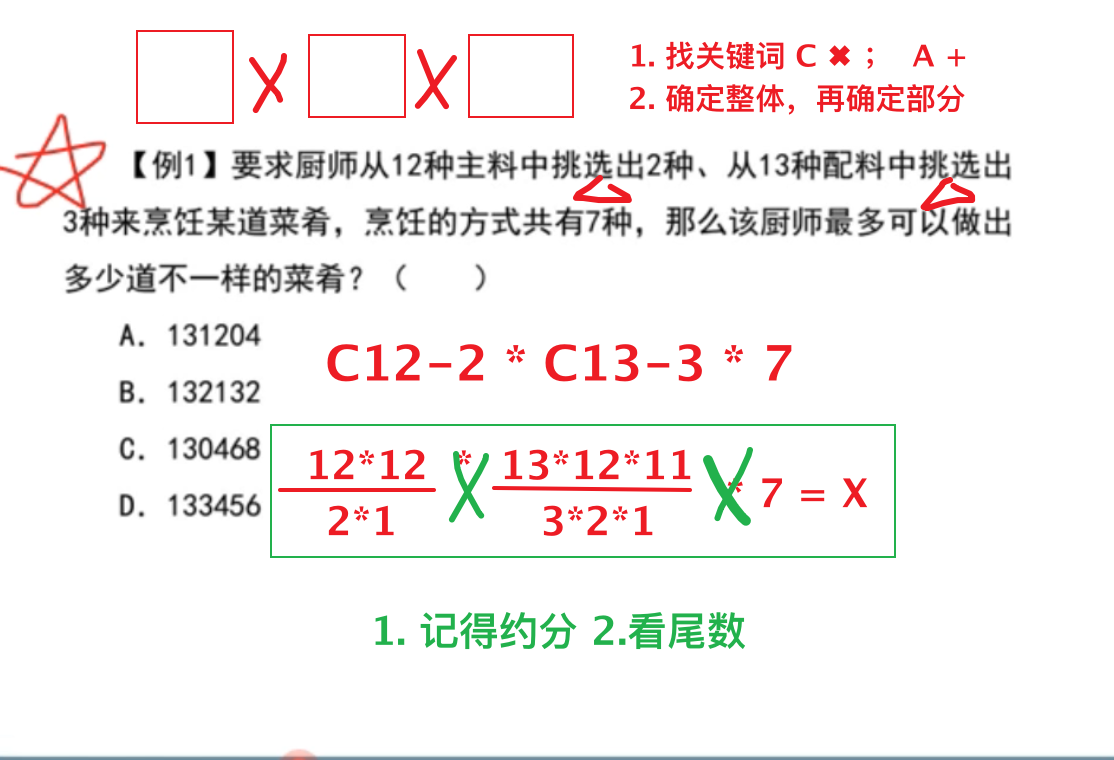 1. 找关键词 C ✖ ； A +
2. 确定整体，再确定部分
【例1】要求厨师从12种主料中挑选出2种、从13种配料中挑选出
3种来烹饪某道菜肴，烹饪的方式共有7种，那么该厨师最多可以做出
多少道不一样的菜肴？（ ）
A. 131204
B. 132132
C. 130468
D. 133456
C12-2 * C13-3 * 7
12*12 * 13*12*11 * 7 = X
2*1 3*2*1
1. 记得约分 2.看尾数